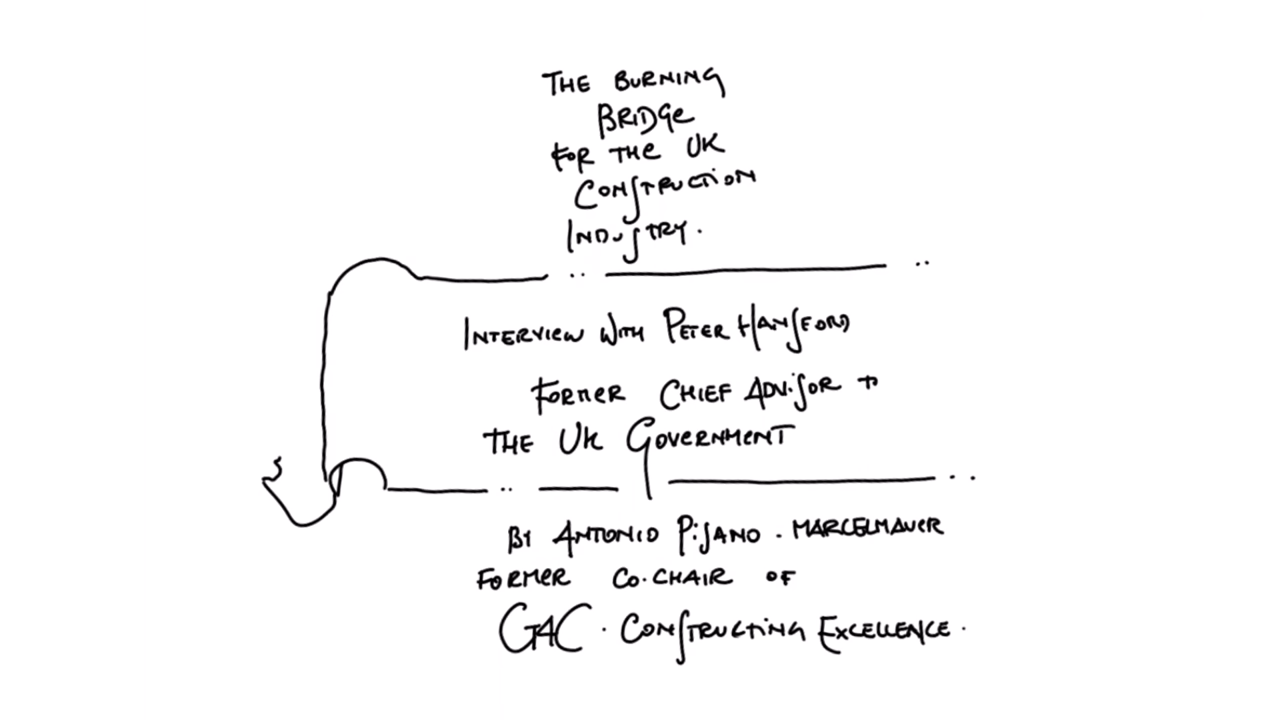 THE BURNING
BRIDGE
FOR THE UK
CONSTRUCTION
INDUSTRY.
INTERVIEW WITH PETER HANSFORD
FORMER CHIEF ADVISOR TO
THE UK GOVERNMENT
BY ANTONIO PISANO . MARCELMAUER
FORMER CO.CHAIR OF
G4C . CONSTRUCTING EXCELLENCE .